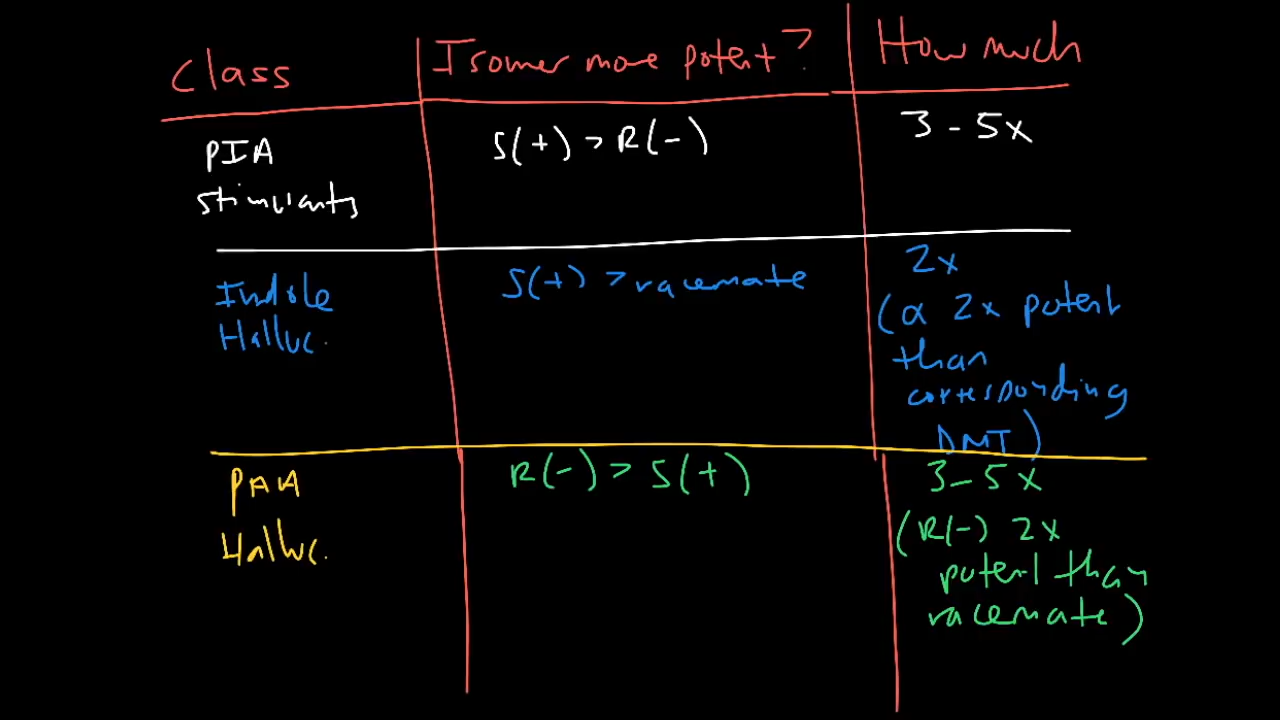 Class Isomer more potent? How much
PIA S(+) > R(-) 3 - 5x
stimulants
Indole S(+) > racemate 2x
Halluc. (α 2x potent
than
corresponding
DMT)
PAA R(-) > S(+) 3 - 5x
Halluc. (R(-) 2x
potent than
racemate)